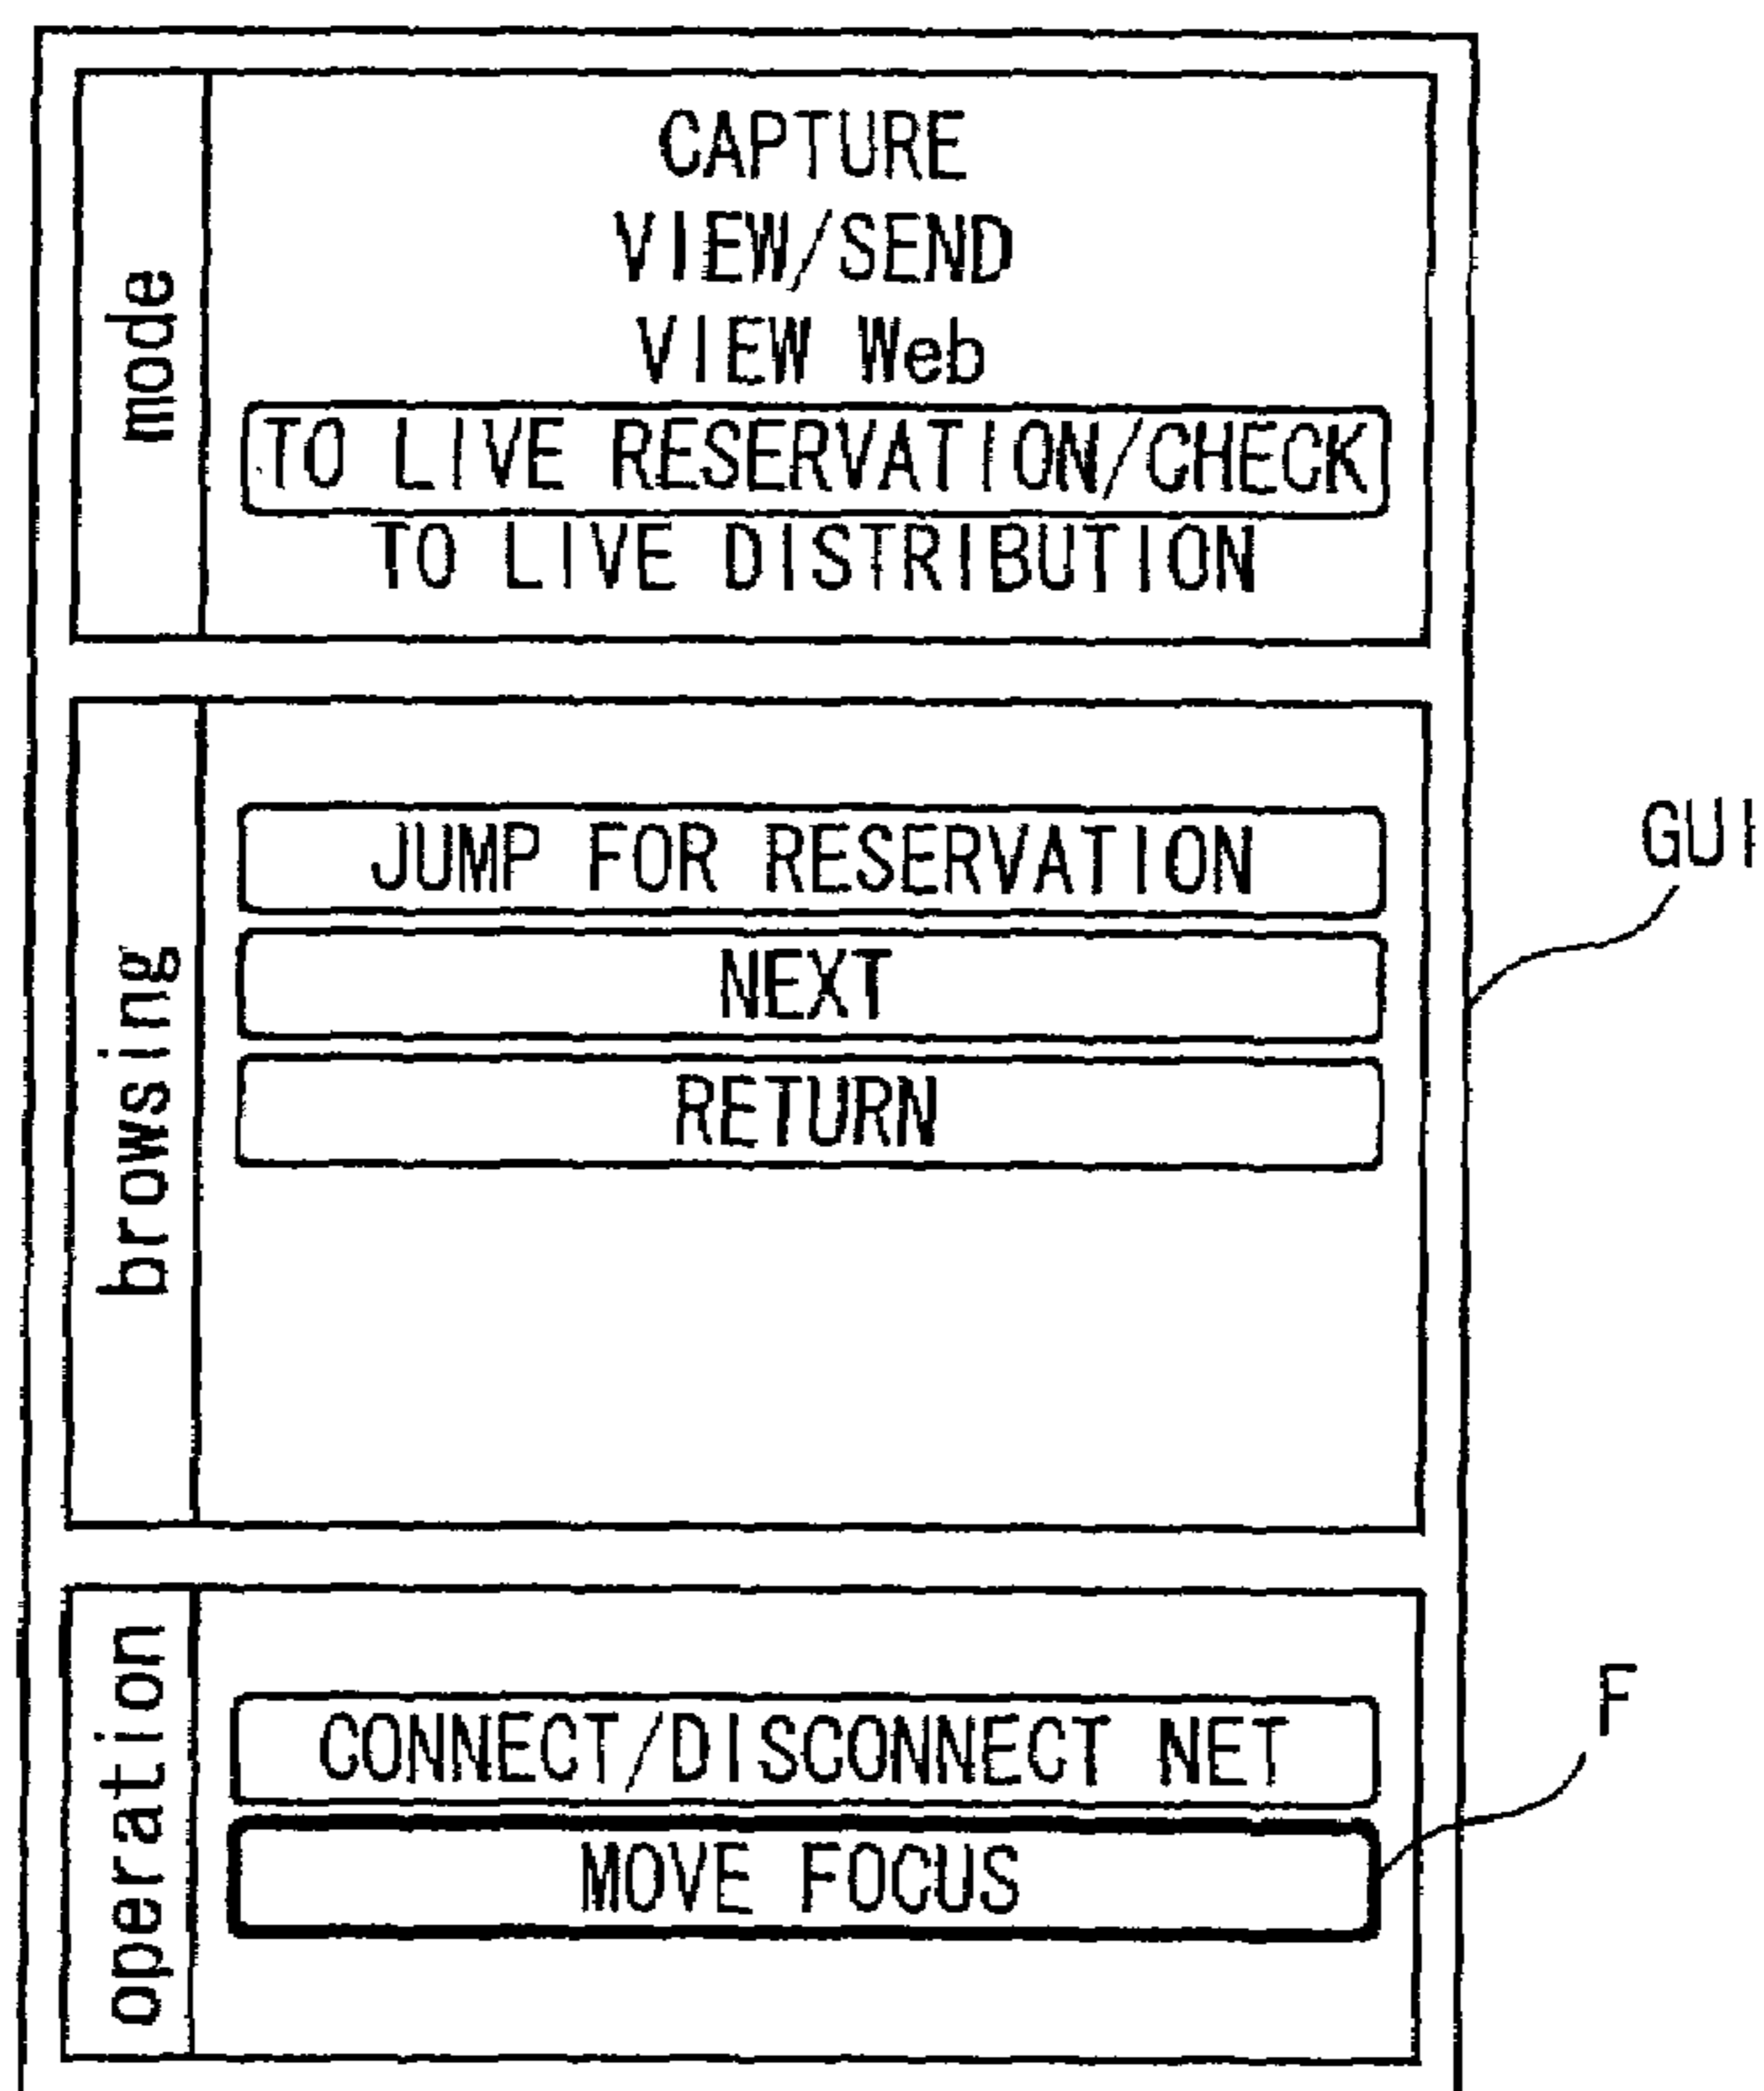 mode
CAPTURE
VIEW/SEND
VIEW Web
TO LIVE RESERVATION/CHECK
TO LIVE DISTRIBUTION
browsing
JUMP FOR RESERVATION
NEXT
RETURN
GUI
operation
CONNECT/DISCONNECT NET
MOVE FOCUS
F